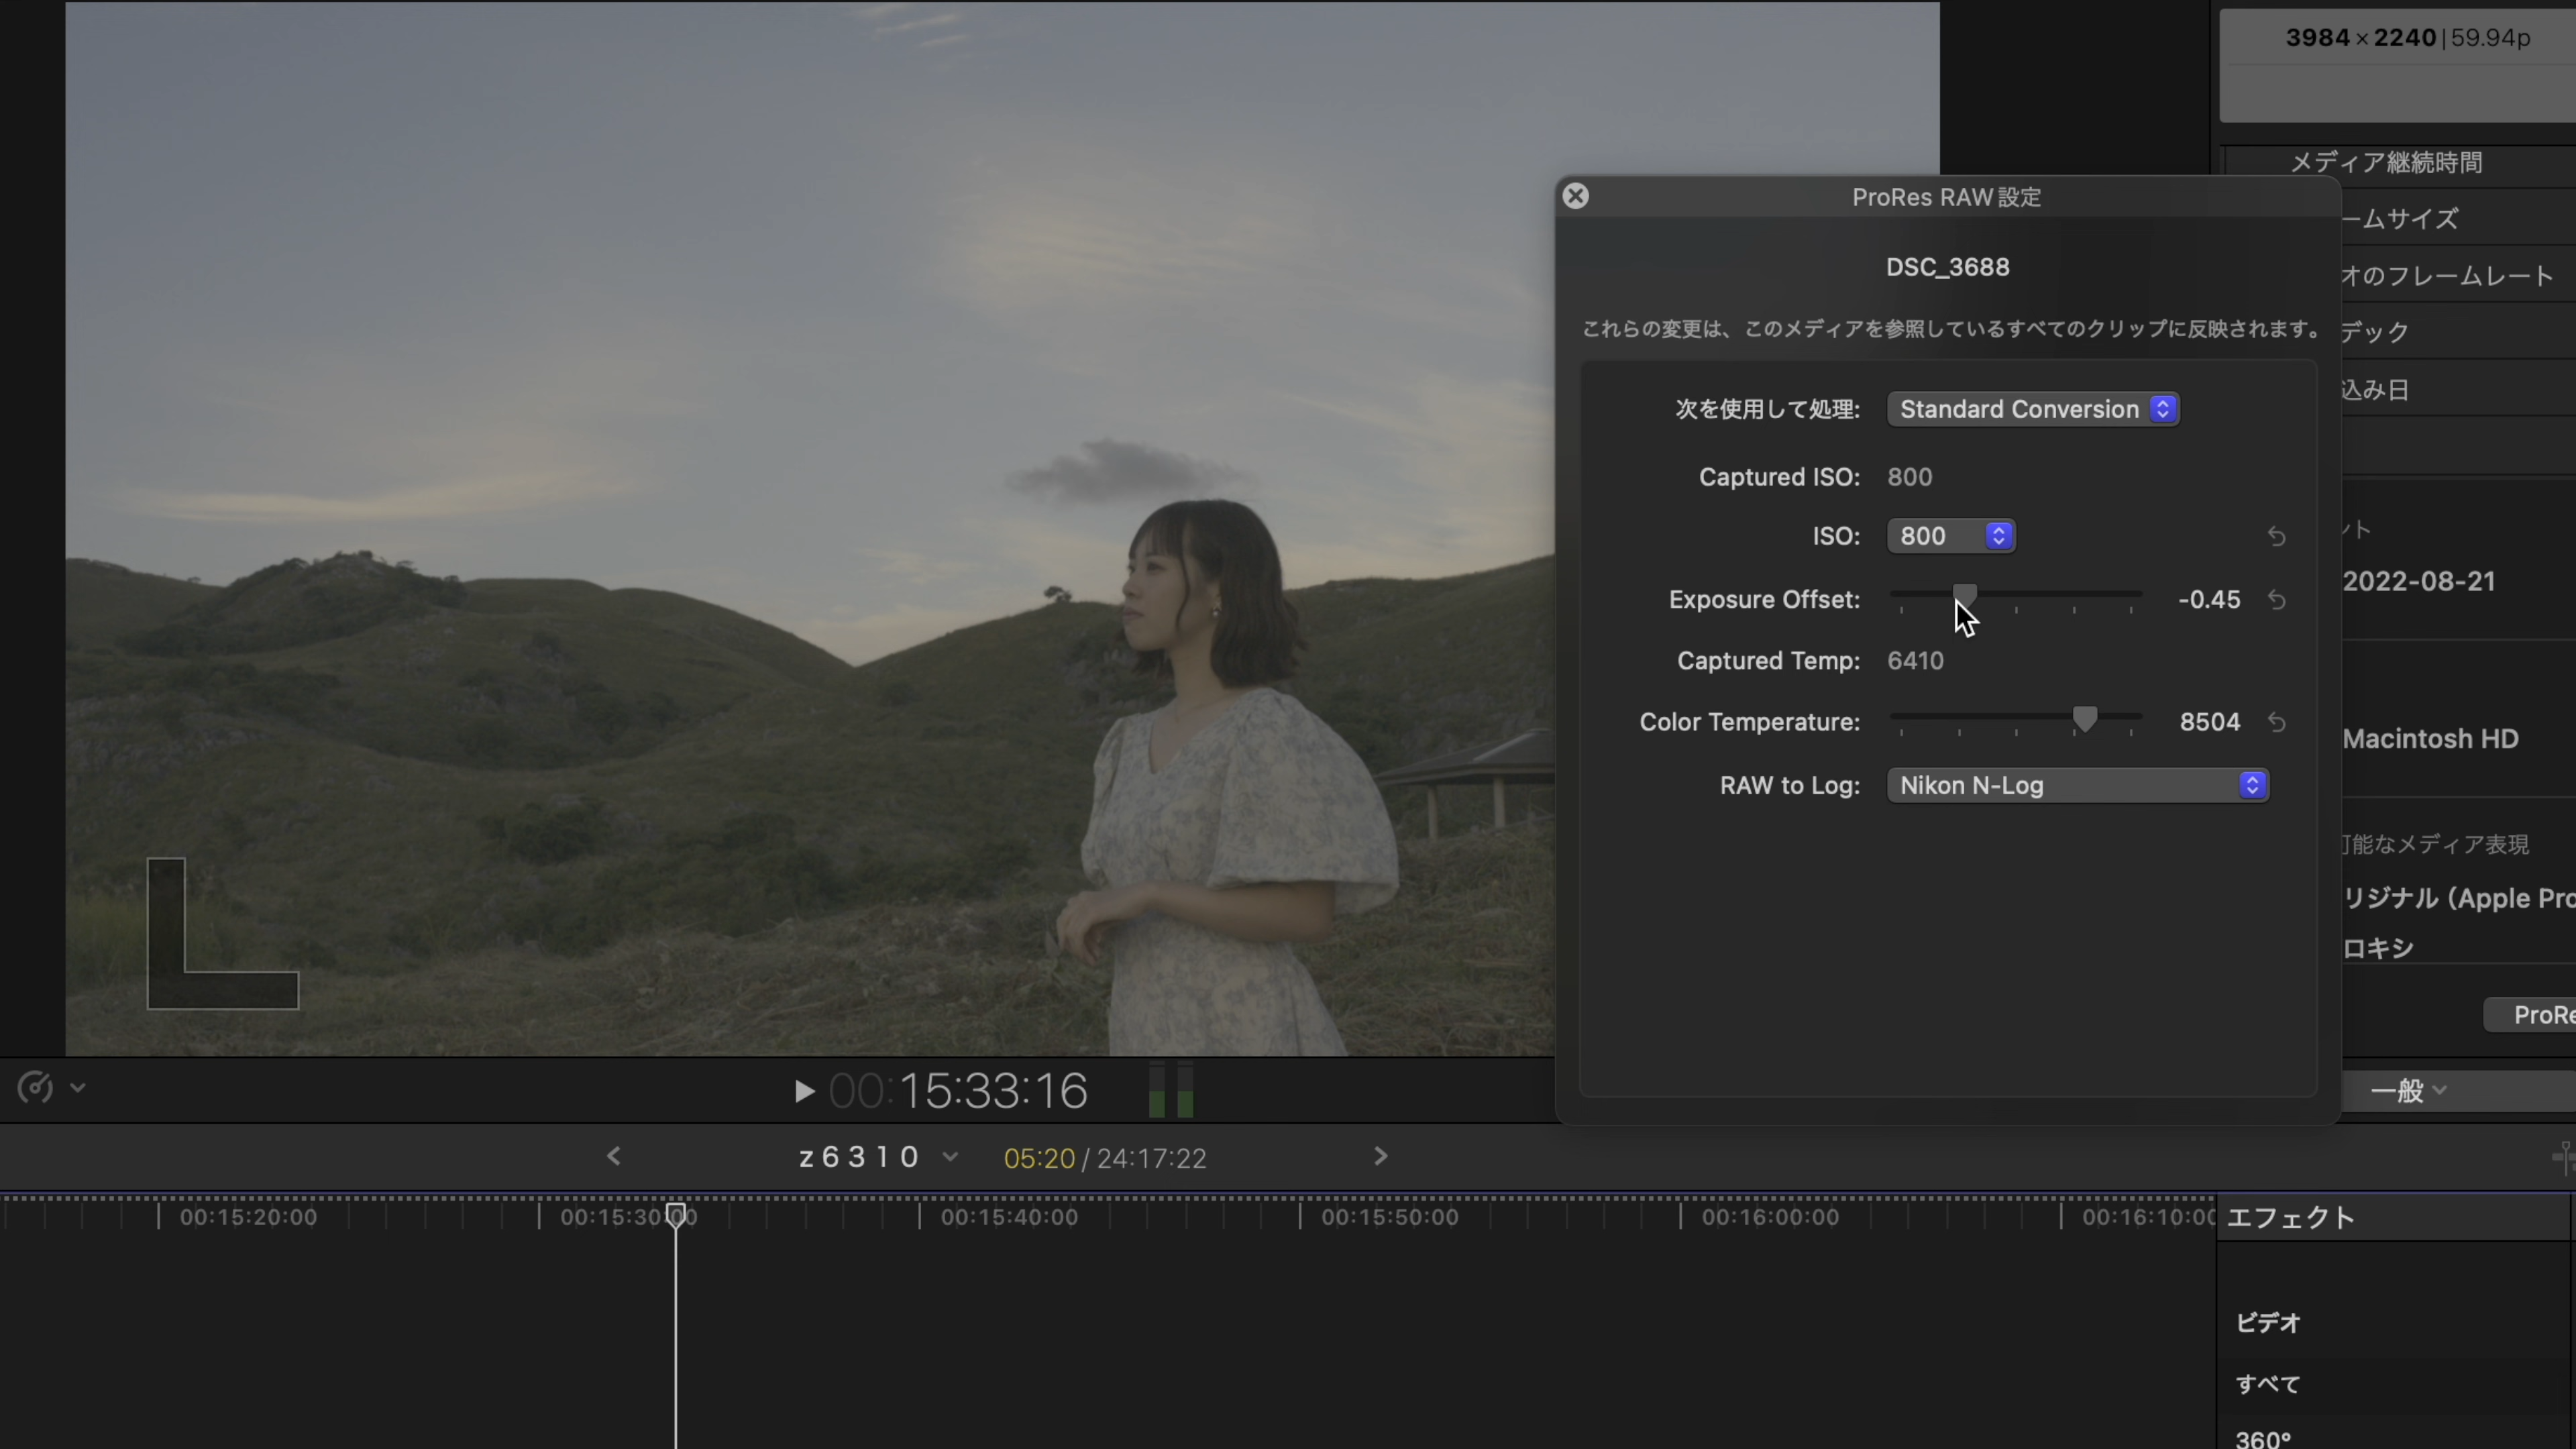 3984×2240|59.94p
メディア継続時間
ームサイズ
オのフレームレート
デック
込み日
ント
2022-08-21
Macintosh HD
可能なメディア表現
リジナル（Apple Pro
ロキシ
ProRe
一般
ProRes RAW設定
DSC_3688
これらの変更は、このメディアを参照しているすべてのクリップに反映されます。
次を使用して処理: Standard Conversion
Captured ISO: 800
ISO: 800
Exposure Offset: -0.45
Captured Temp: 6410
Color Temperature: 8504
RAW to Log: Nikon N-Log
L
00:15:33:16
z6310 05:20 / 24:17:22
00:15:20:00 00:15:30:00 00:15:40:00 00:15:50:00 00:16:00:00 00:16:10:00
エフェクト
ビデオ
すべて
360°